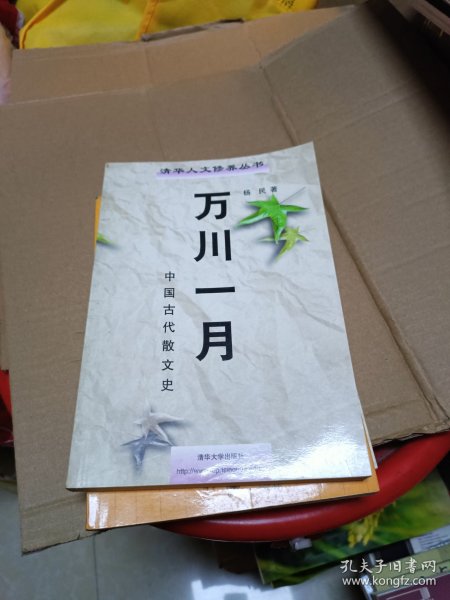 清华人文修养丛书
杨 民 著
万川一月
中国古代散文史
清华大学出版社
孔夫子旧书网
www.kongfz.com